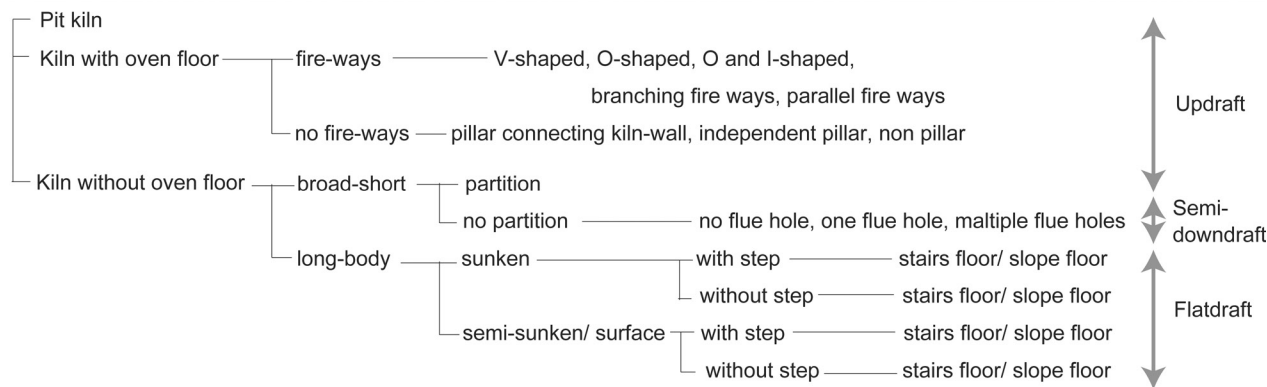 Pit kiln
Kiln with oven floor fire-ways V-shaped, O-shaped, O and I-shaped,
branching fire ways, parallel fire ways
Updraft
no fire-ways pillar connecting kiln-wall, independent pillar, non pillar
Kiln without oven floor broad-short partition
no partition no flue hole, one flue hole, maltiple flue holes
Semi-
downdraft
long-body sunken with step stairs floor/ slope floor
without step stairs floor/ slope floor
Flatdraft
semi-sunken/ surface with step stairs floor/ slope floor
without step stairs floor/ slope floor